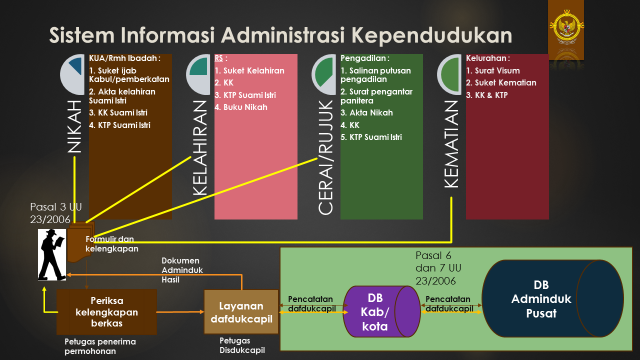 Sistem Informasi Administrasi Kependudukan
NIKAH
KUA/Rmh Ibadah :
1. Suket ijab
Kabul/pemberkatan
2. Akta kelahiran
Suami Istri
3. KK Suami Istri
4. KTP Suami Istri
KELAHIRAN
RS :
1. Suket Kelahiran
2. KK
3. KTP Suami Istri
4. Buku Nikah
CERAI/RUJUK
Pengadilan :
1. Salinan putusan
pengadilan
2. Surat pengantar
panitera
3. Akta Nikah
4. KK
5. KTP Suami Istri
KEMATIAN
Kelurahan :
1. Surat Visum
2. Suket Kematian
3. KK & KTP
Pasal 3 UU
23/2006
Formulir dan
kelengkapan
Dokumen
Adminduk
Hasil
Periksa
kelengkapan
berkas
Petugas penerima
permohonan
Layanan
dafdukcapil
Petugas
Disdukcapil
Pencatatan
dafdukcapil
DB
Kab/
kota
Pasal 6
dan 7 UU
23/2006
Pencatatan
dafdukcapil
DB
Adminduk
Pusat